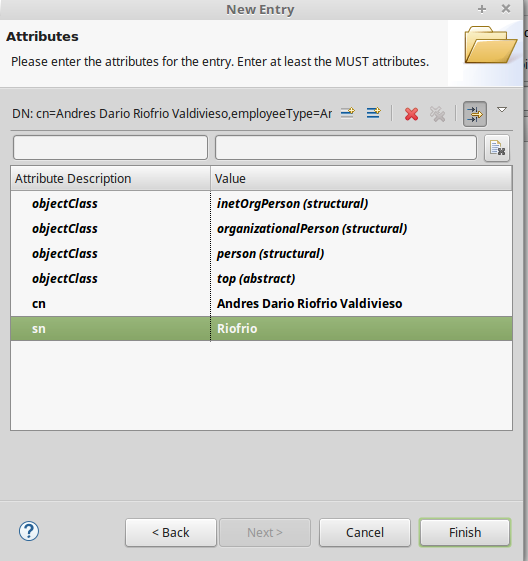 New Entry
Attributes
Please enter the attributes for the entry. Enter at least the MUST attributes.
DN: cn=Andres Dario Riofrio Valdivieso,employeeType=Ar
Attribute Description Value
objectClass inetOrgPerson (structural)
objectClass organizationalPerson (structural)
objectClass person (structural)
objectClass top (abstract)
cn Andres Dario Riofrio Valdivieso
sn Riofrio
? < Back Next > Cancel Finish